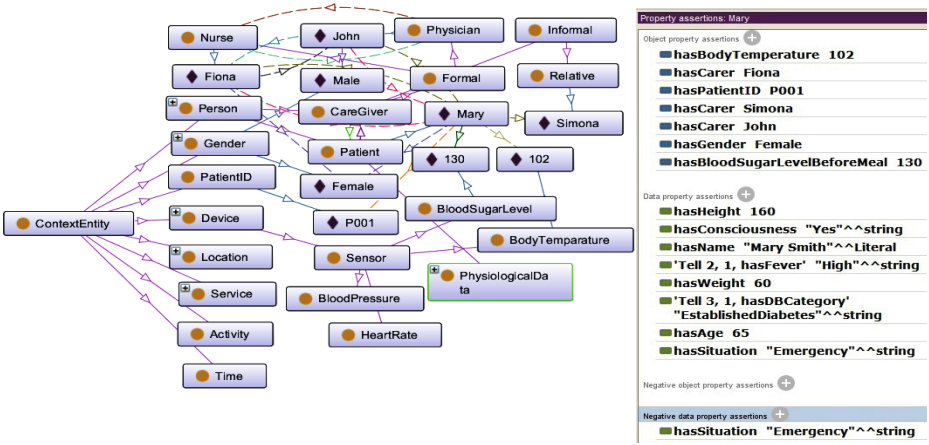 Nurse
John
Physician
Informal
Fiona
Male
Formal
Relative
Person
CareGiver
Mary
Simona
Gender
Patient
130
102
PatientID
Female
ContextEntity
Device
P001
BloodSugarLevel
Location
Sensor
BodyTemparature
Service
BloodPressure
PhysiologicalDa
ta
Activity
HeartRate
Time
Property assertions: Mary
Object property assertions
hasBodyTemperature 102
hasCarer Fiona
hasPatientID P001
hasCarer Simona
hasCarer John
hasGender Female
hasBloodSugarLevelBeforeMeal 130
Data property assertions
hasHeight 160
hasConsciousness "Yes"^^string
hasName "Mary Smith"^^Literal
'Tell 2, 1, hasFever' "High"^^string
hasWeight 60
'Tell 3, 1, hasDBCategory'
"EstablishedDiabetes"^^string
hasAge 65
hasSituation "Emergency"^^string
Negative object property assertions
Negative data property assertions
hasSituation "Emergency"^^string